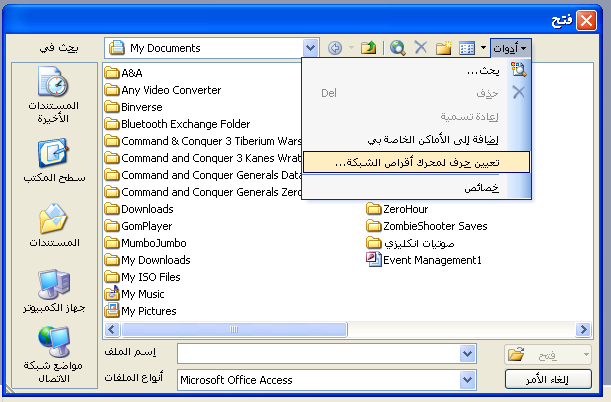 فتح
بحث في
My Documents
أدوات
بحث...
حذف
Del
إعادة تسمية
إضافة إلى الأماكن الخاصة بي
تعيين حرف لمحرك أقراص الشبكة...
خصائص
المستندات
الأخيرة
سطح المكتب
المستندات
جهاز الكمبيوتر
مواضع شبكة
الاتصال
A&A
Any Video Converter
Binverse
Bluetooth Exchange Folder
Command & Conquer 3 Tiberium Wars
Command and Conquer 3 Kanes Wrat
Command and Conquer Generals Data
Command and Conquer Generals Zero
Downloads
GomPlayer
MumboJumbo
My Downloads
My ISO Files
My Music
My Pictures
ZeroHour
ZombieShooter Saves
صوتيات انكليزي
Event Management1
إسم الملف
فتح
أنواع الملفات
Microsoft Office Access
إلغاء الأمر